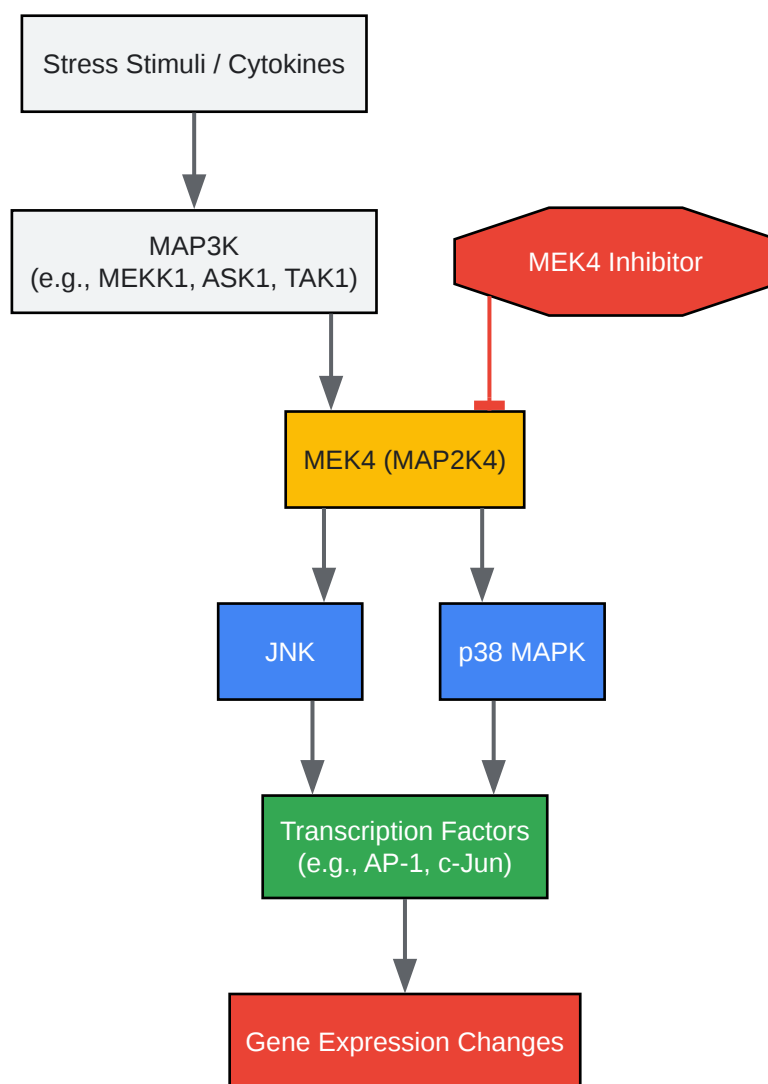 Stress Stimuli / Cytokines
MAP3K
(e.g., MEKK1, ASK1, TAK1)
MEK4 Inhibitor
MEK4 (MAP2K4)
JNK
p38 MAPK
Transcription Factors
(e.g., AP-1, c-Jun)
Gene Expression Changes